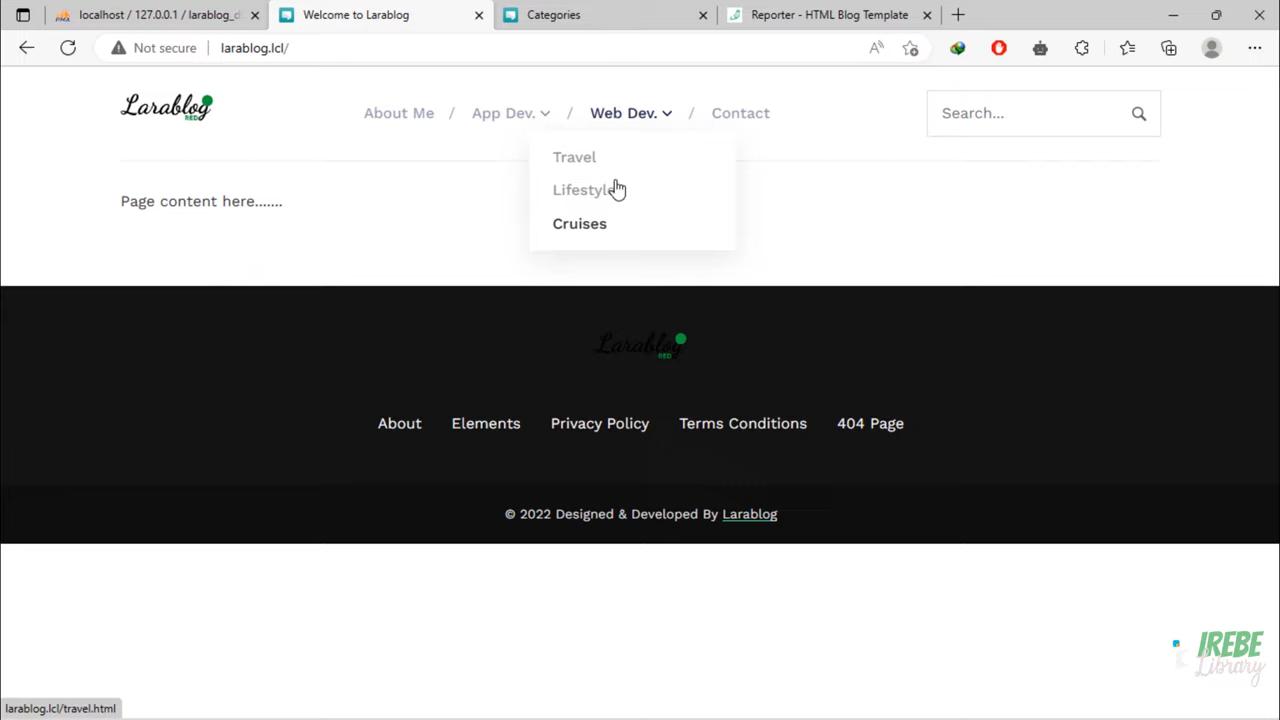 localhost / 127.0.0.1 / larablog_d
Welcome to Larablog
Categories
Reporter - HTML Blog Template
Not secure
larablog.lcl/
Larablog
RED
About Me / App Dev. / Web Dev. / Contact
Search...
Travel
Lifestyle
Cruises
Page content here.......
Larablog
RED
About Elements Privacy Policy Terms Conditions 404 Page
© 2022 Designed & Developed By Larablog
IREBE
Library
larablog.lcl/travel.html